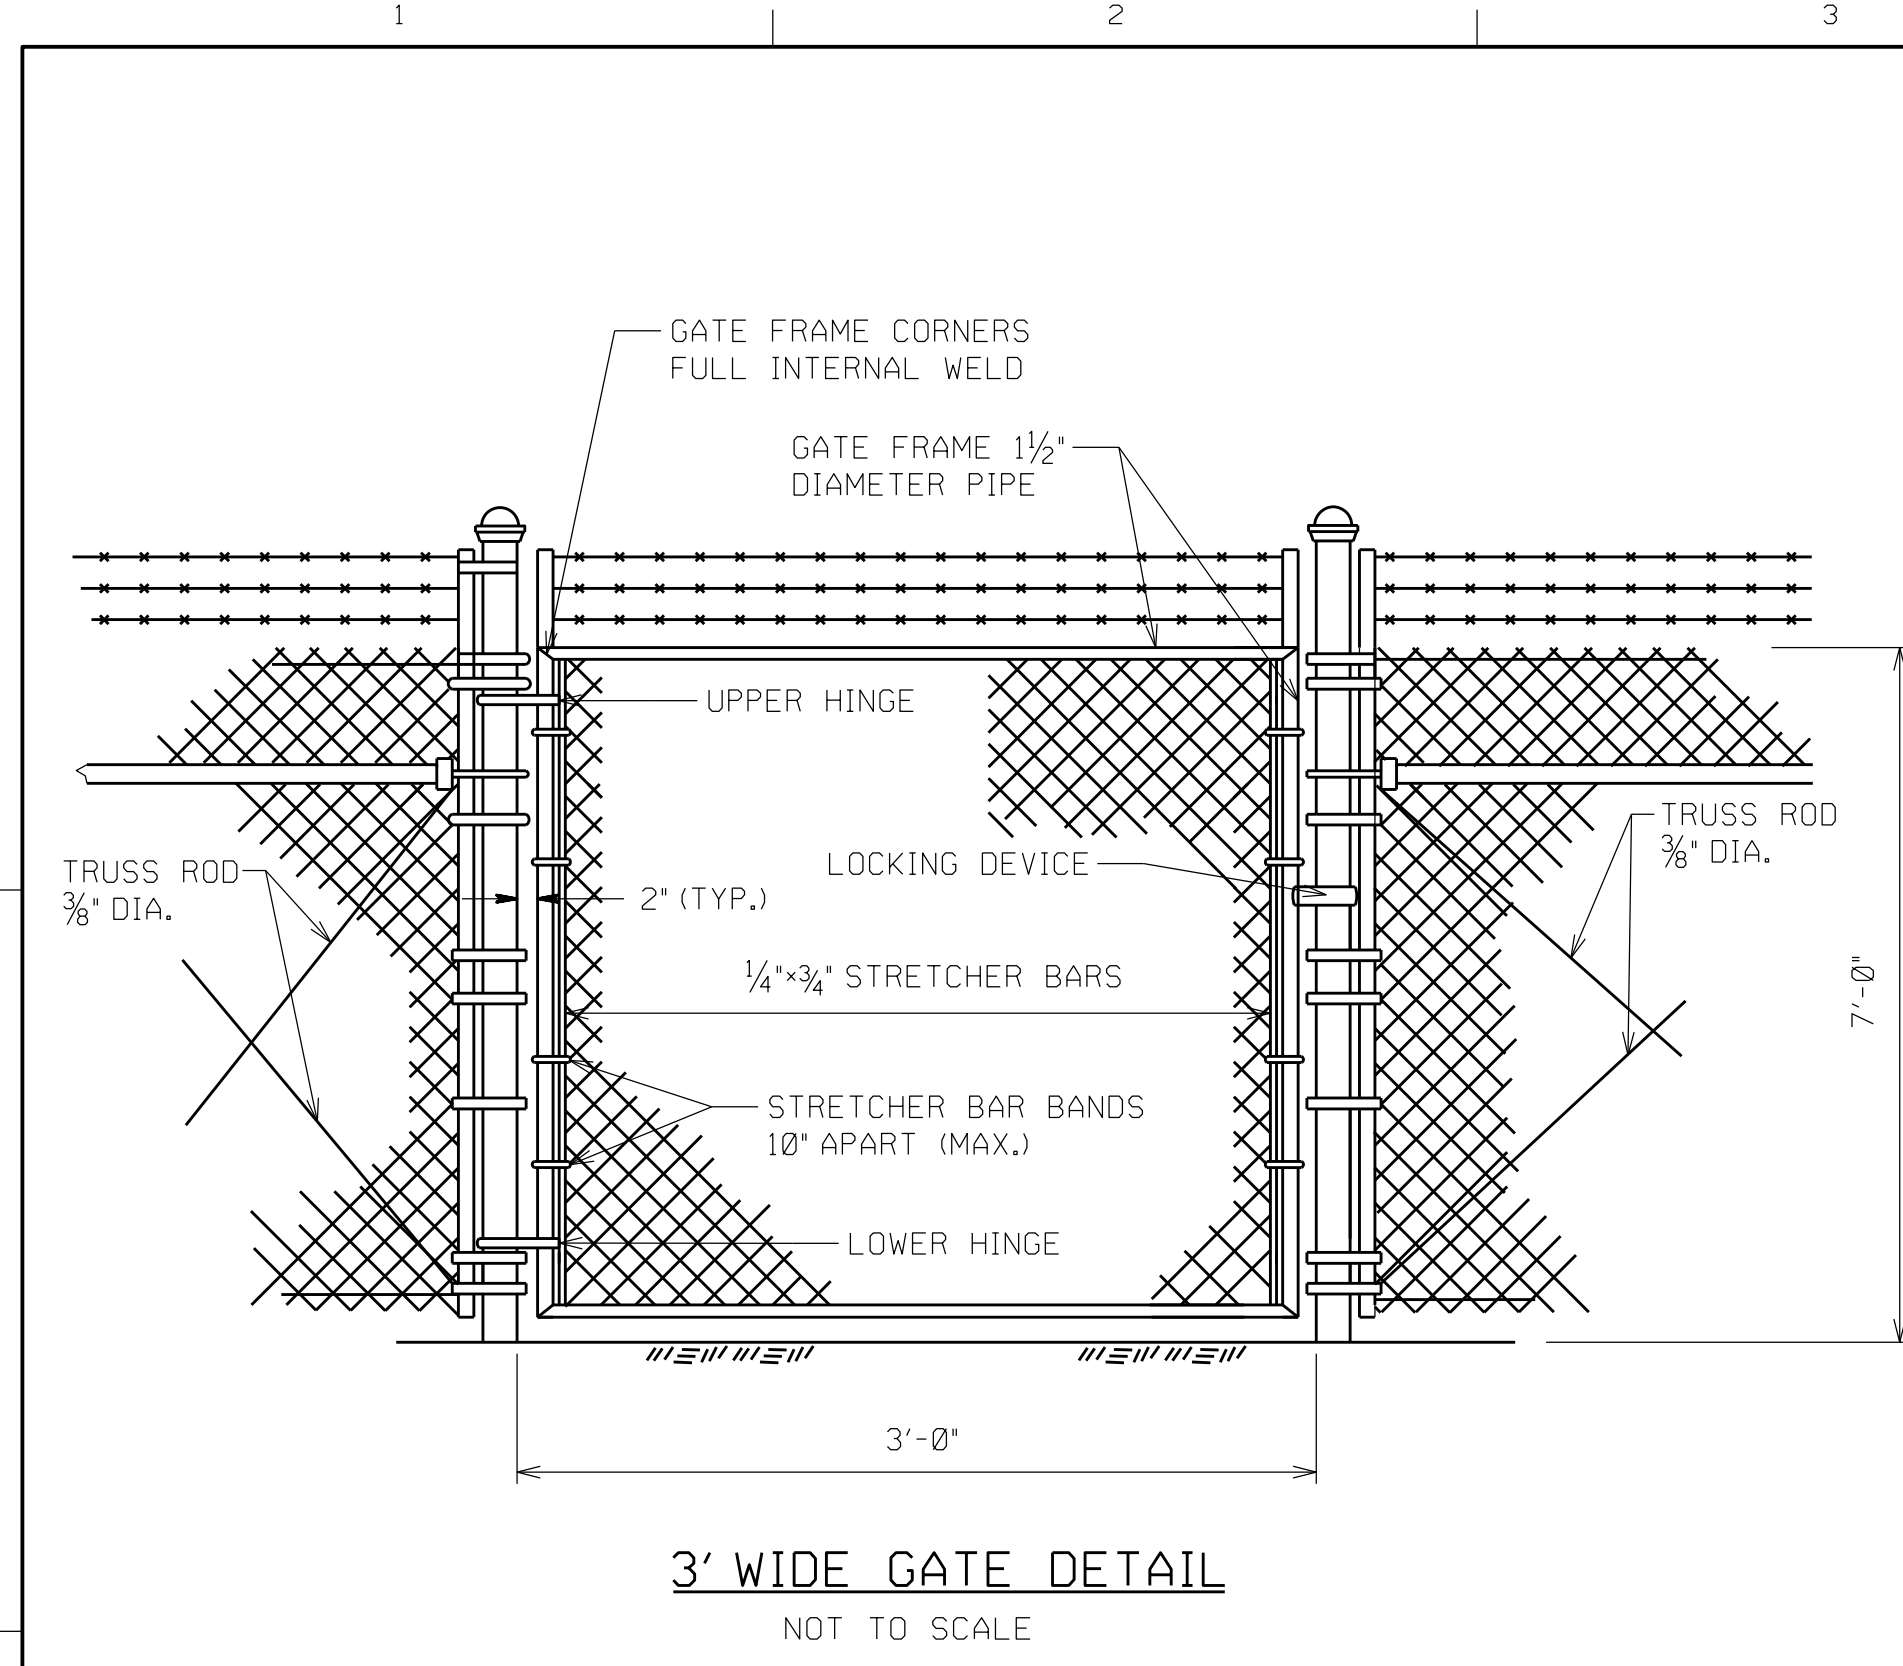 1 2 3
GATE FRAME CORNERS
FULL INTERNAL WELD
GATE FRAME 1½"
DIAMETER PIPE
UPPER HINGE
TRUSS ROD
⅜" DIA.
LOCKING DEVICE
TRUSS ROD
⅜" DIA.
2" (TYP.)
¼"×¾" STRETCHER BARS
7'-0"
STRETCHER BAR BANDS
10" APART (MAX.)
LOWER HINGE
3'-0"
3' WIDE GATE DETAIL
NOT TO SCALE